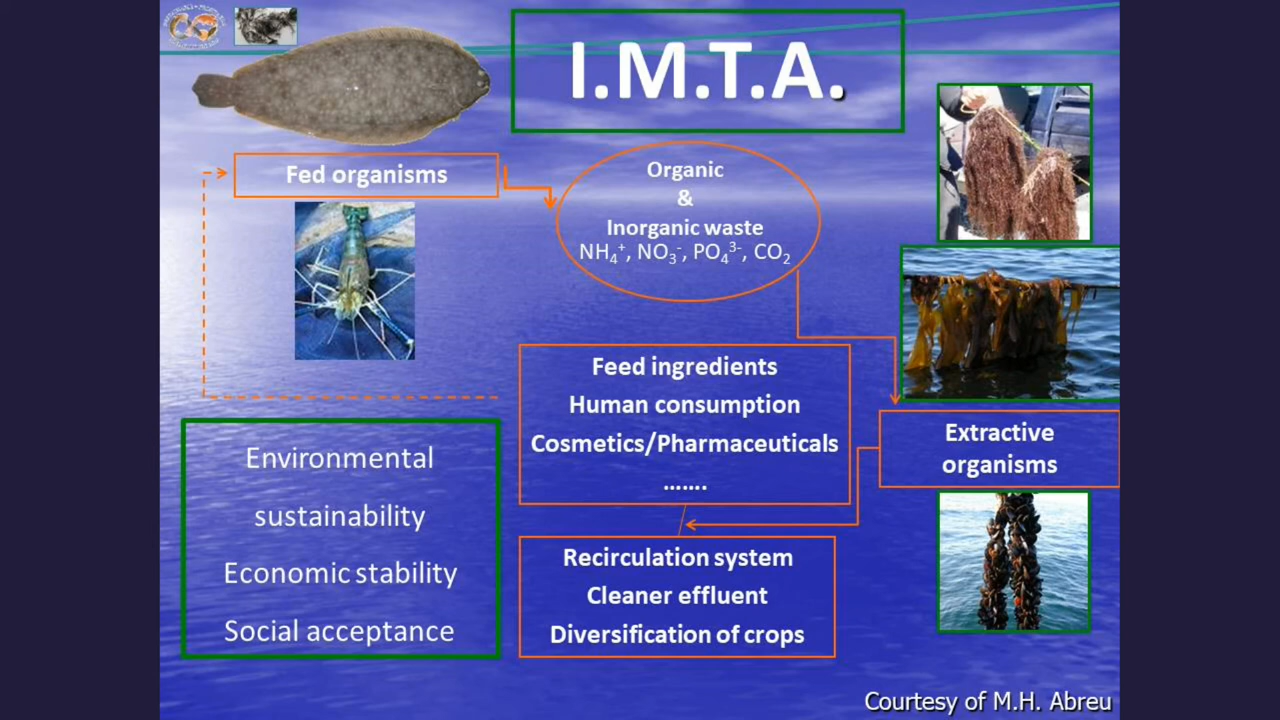 I.M.T.A.
Fed organisms
Organic
&
Inorganic waste
NH₄⁺, NO₃⁻, PO₄³⁻, CO₂
Feed ingredients
Human consumption
Cosmetics/Pharmaceuticals
…….
Extractive
organisms
Environmental
sustainability
Economic stability
Social acceptance
Recirculation system
Cleaner effluent
Diversification of crops
Courtesy of M.H. Abreu